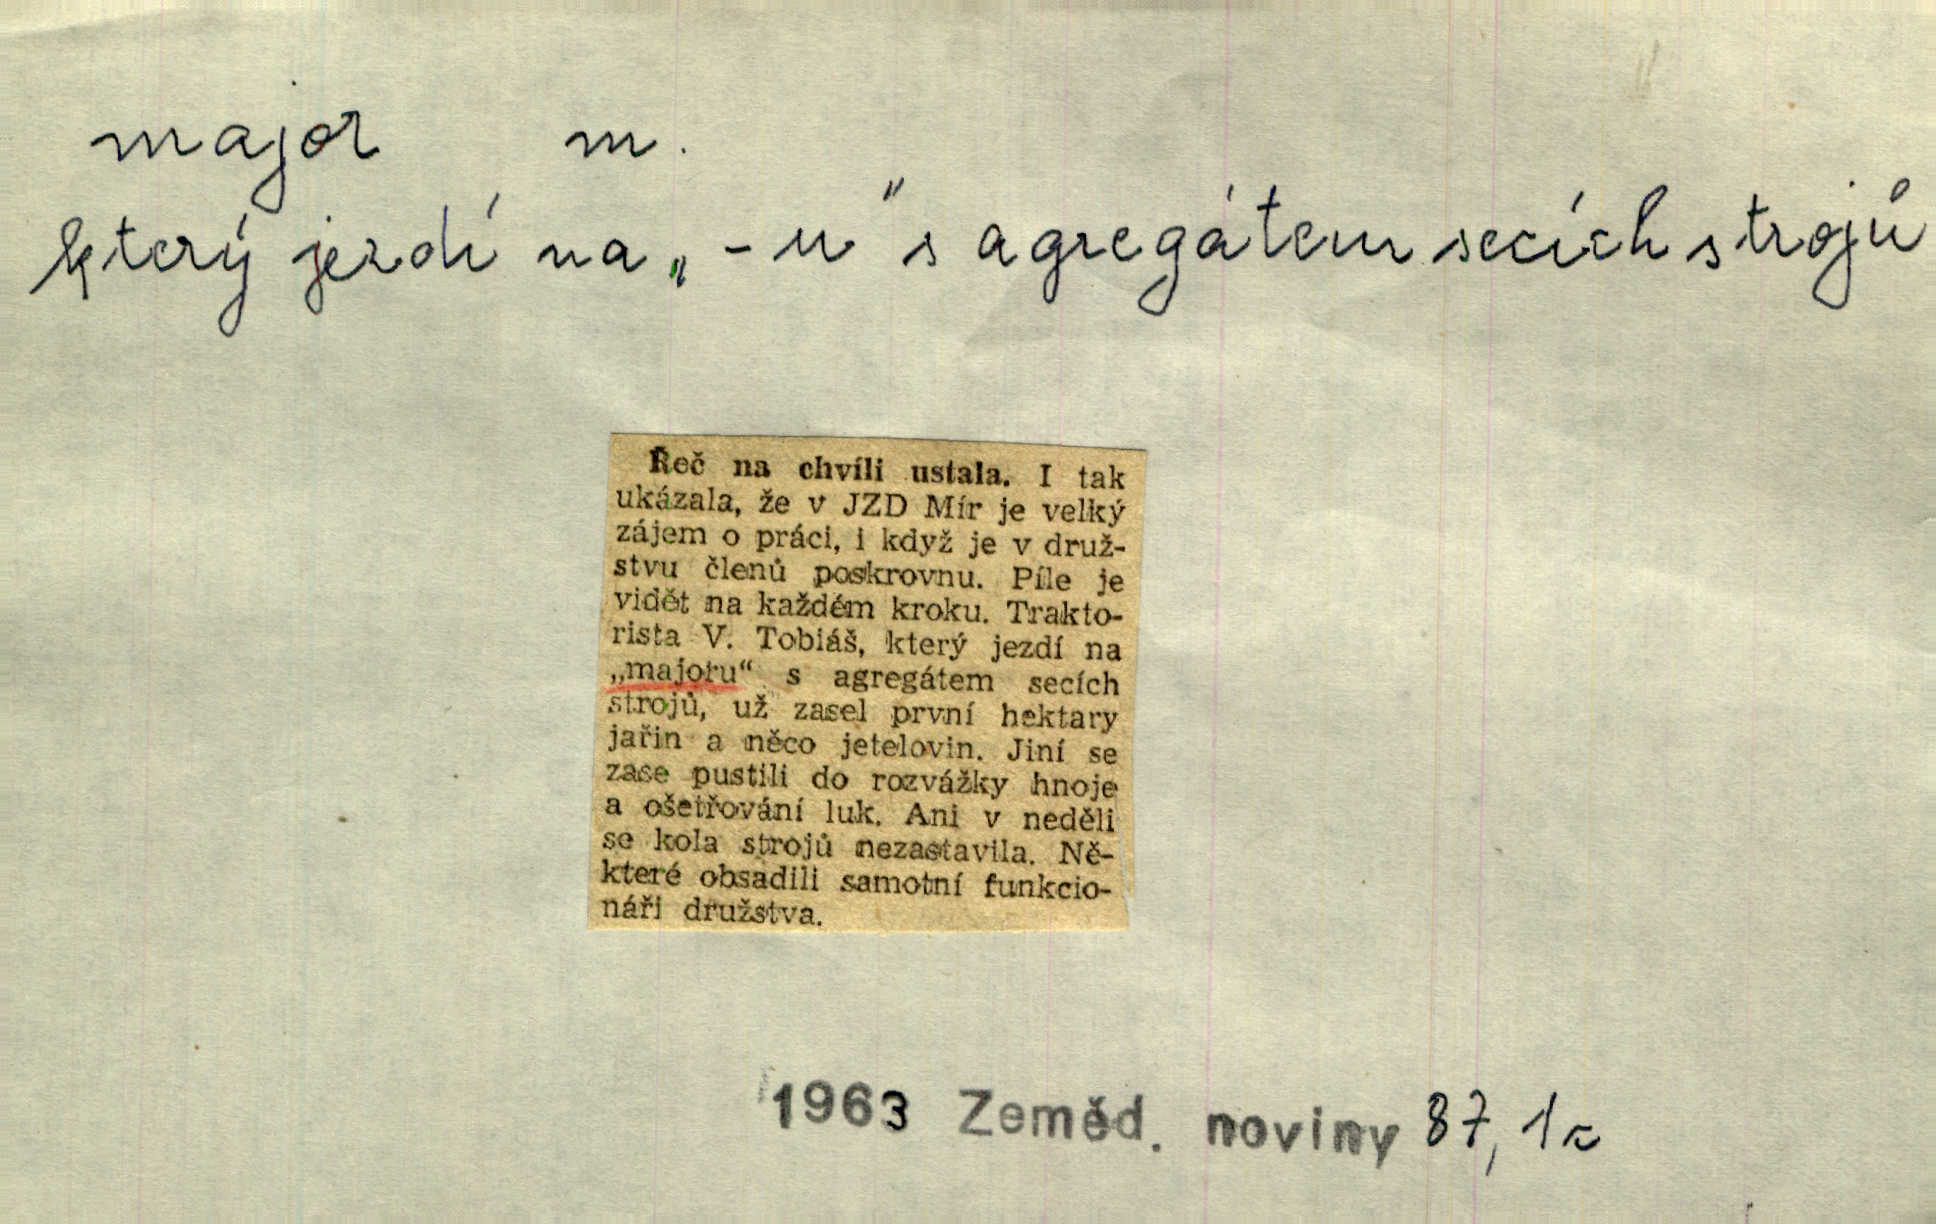 major m.
který jezdí na „-u" s agregátem secích strojů
Řeč na chvíli ustala. I tak
ukázala, že v JZD Mír je velký
zájem o práci, i když je v druž-
stvu členů poskrovnu. Píle je
vidět na každém kroku. Trakto-
rista V. Tobiáš, který jezdí na
„majoru“ s agregátem secích
strojů, už zasel první hektary
jařin a něco jetelovin. Jiní se
zase pustili do rozvážky hnoje
a ošetřování luk. Ani v neděli
se kola strojů nezastavila. Ně-
které obsadili samotní funkcio-
náři družstva.
1963 Zeměd. noviny 87, 1